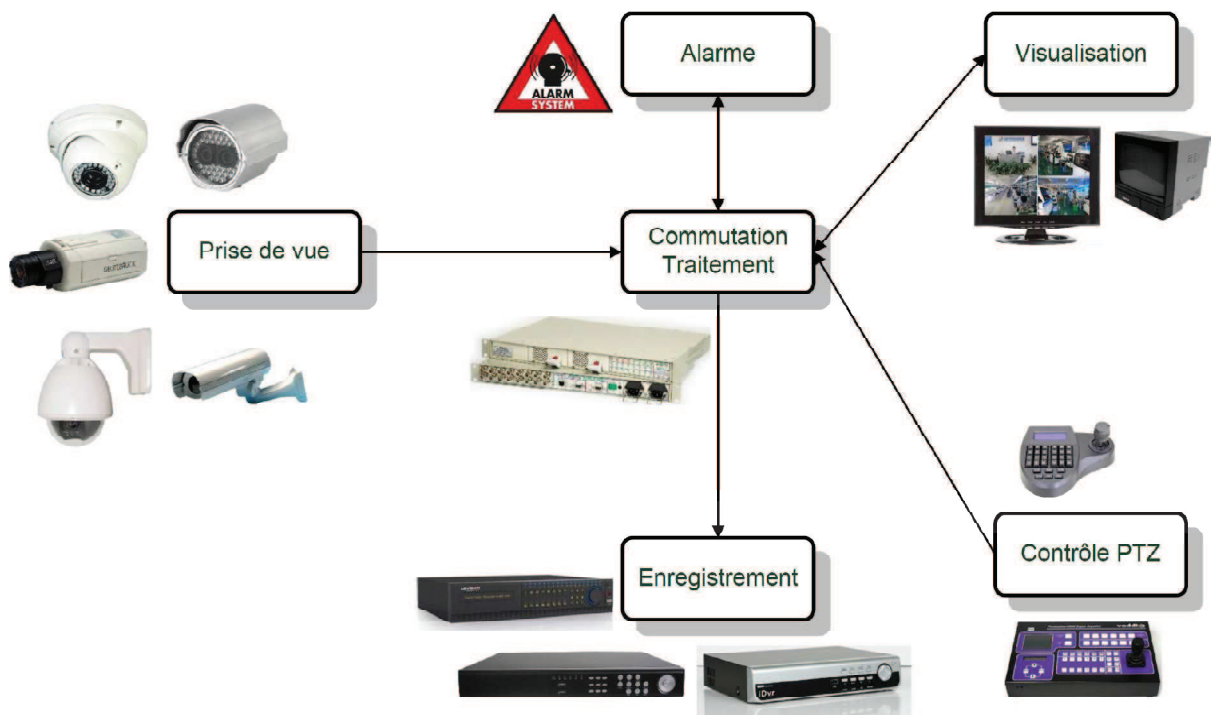 Alarme
Visualisation
ALARM
SYSTEM
Prise de vue
Commutation
Traitement
Enregistrement
Contrôle PTZ
iDvr